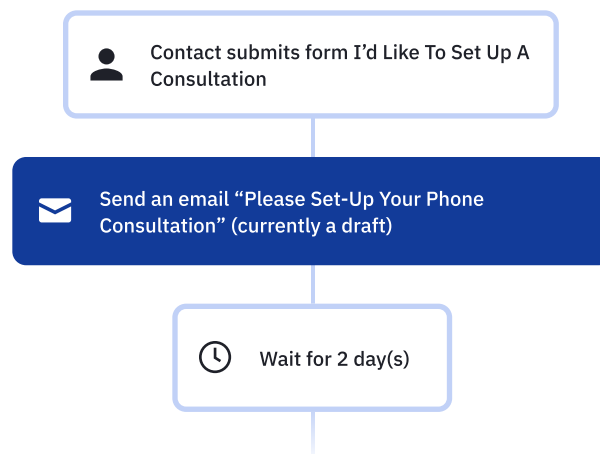 Contact submits form I’d Like To Set Up A
Consultation
Send an email “Please Set-Up Your Phone
Consultation” (currently a draft)
Wait for 2 day(s)